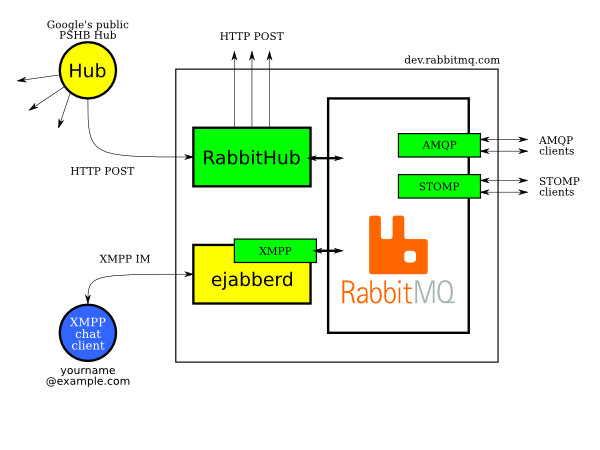 Google's public
PSHB Hub
Hub
HTTP POST
dev.rabbitmq.com
HTTP POST
RabbitHub
AMQP
AMQP
clients
STOMP
STOMP
clients
XMPP IM
XMPP
ejabberd
RabbitMQ
XMPP
chat
client
yourname
@example.com